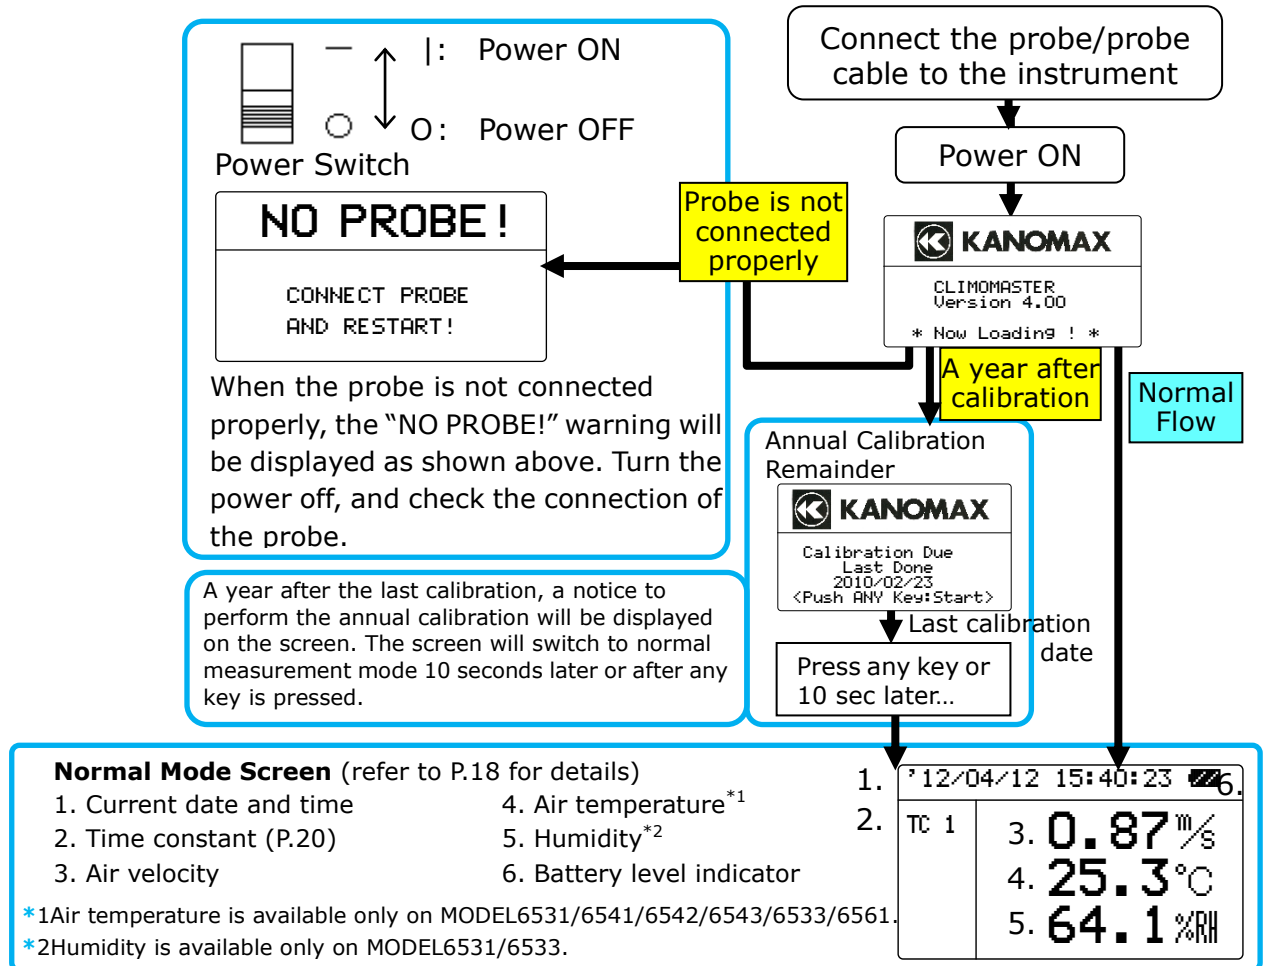 Connect the probe/probe
cable to the instrument
Power ON
|: Power ON
O: Power OFF
Power Switch
NO PROBE!
CONNECT PROBE
AND RESTART!
When the probe is not connected
properly, the “NO PROBE!” warning will
be displayed as shown above. Turn the
power off, and check the connection of
the probe.
Probe is not
connected
properly
KANOMAX
CLIMOMASTER
Version 4.00
* Now Loading ! *
A year after
calibration
Normal
Flow
Annual Calibration
Remainder
KANOMAX
Calibration Due
Last Done
2010/02/23
<Push ANY Key:Start>
Last calibration
date
Press any key or
10 sec later…
A year after the last calibration, a notice to
perform the annual calibration will be displayed
on the screen. The screen will switch to normal
measurement mode 10 seconds later or after any
key is pressed.
Normal Mode Screen (refer to P.18 for details)
1. Current date and time
2. Time constant (P.20)
3. Air velocity
4. Air temperature*1
5. Humidity*2
6. Battery level indicator
*1Air temperature is available only on MODEL6531/6541/6542/6543/6533/6561.
*2Humidity is available only on MODEL6531/6533.
1. '12/04/12 15:40:23 6.
2. TC 1
3. 0.87 m/s
4. 25.3 °C
5. 64.1 %RH